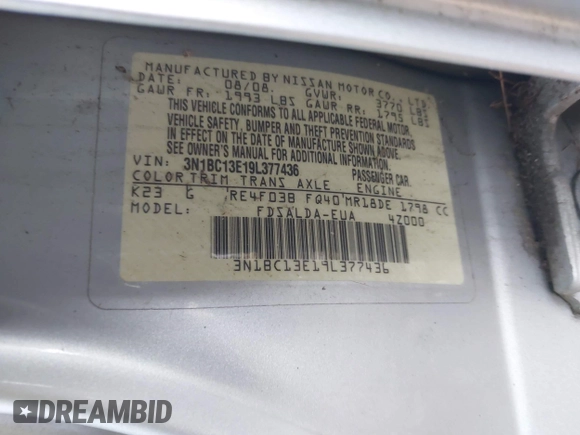 MANUFACTURED BY NISSAN MOTOR CO., LTD.
DATE: 08/08. GVWR: 3770 LBS
GAWR FR: 1993 LBS GAWR RR: 1795 LBS
THIS VEHICLE CONFORMS TO ALL APPLICABLE FEDERAL MOTOR
VEHICLE SAFETY, BUMPER AND THEFT PREVENTION STANDARDS
IN EFFECT ON THE DATE OF MANUFACTURE SHOWN ABOVE.
SEE OWNER'S MANUAL FOR ADDITIONAL INFORMATION
VIN: 3N1BC13E19L377436 PASSENGER CAR
COLOR TRIM TRANS AXLE ENGINE
K23 G RE4F03B FQ40 MR18DE 1798 CC
MODEL: FDSALDA-EUA 4Z000
3N1BC13E19L377436
DREAMBID